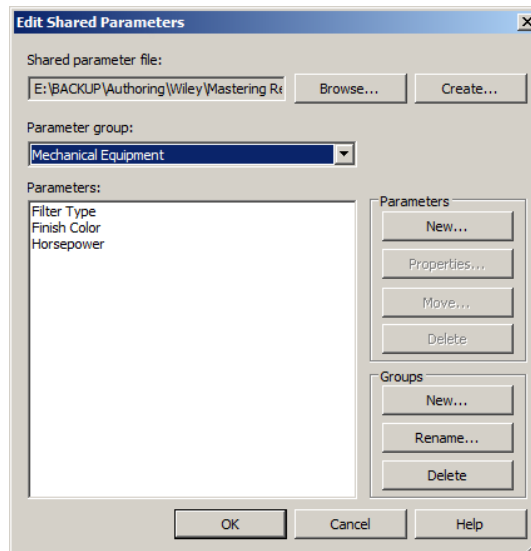 Edit Shared Parameters
Shared parameter file:
E:\BACKUP\Authoring\Wiley\Mastering Re
Browse...
Create...
Parameter group:
Mechanical Equipment
Parameters:
Filter Type
Finish Color
Horsepower
Parameters
New...
Properties...
Move...
Delete
Groups
New...
Rename...
Delete
OK
Cancel
Help